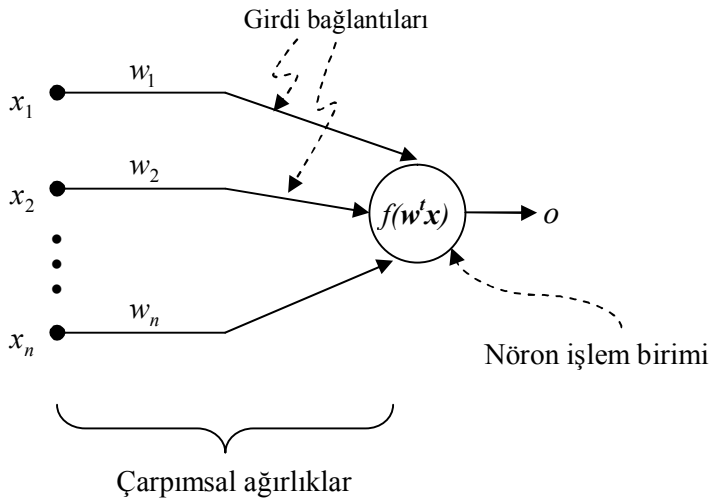 Girdi bağlantıları
w₁
x₁
w₂
x₂
f(wᵗx)
o
wₙ
xₙ
Nöron işlem birimi
Çarpımsal ağırlıklar